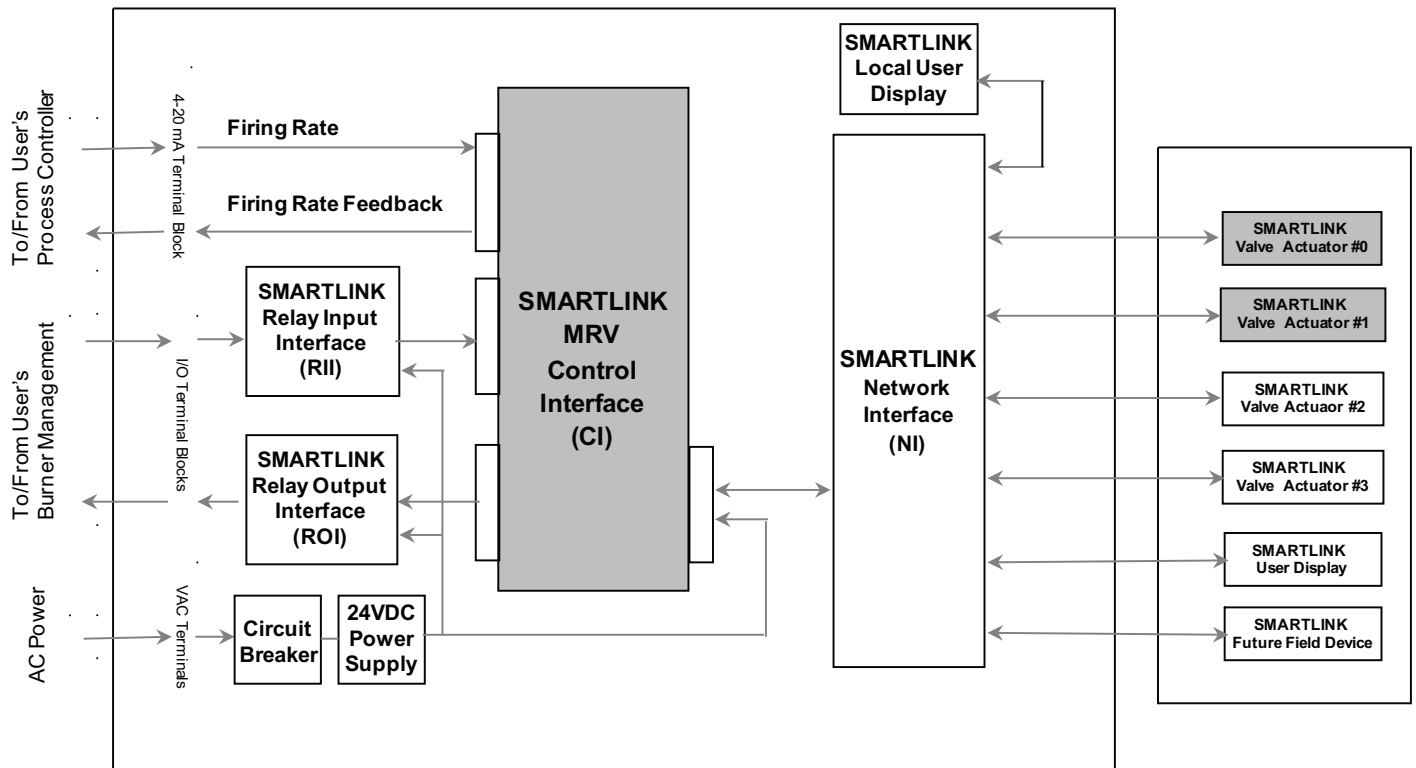 To/From User's
Process Controller
4-20 mA Terminal Block
Firing Rate
Firing Rate Feedback
To/From User's
Burner Management
I/O Terminal Blocks
SMARTLINK
Relay Input
Interface
(RII)
SMARTLINK
Relay Output
Interface
(ROI)
AC Power
VAC Terminals
Circuit
Breaker
24VDC
Power
Supply
SMARTLINK
MRV
Control
Interface
(CI)
SMARTLINK
Local User
Display
SMARTLINK
Network
Interface
(NI)
SMARTLINK
Valve Actuator #0
SMARTLINK
Valve Actuator #1
SMARTLINK
Valve Actuaor #2
SMARTLINK
Valve Actuator #3
SMARTLINK
User Display
SMARTLINK
Future Field Device